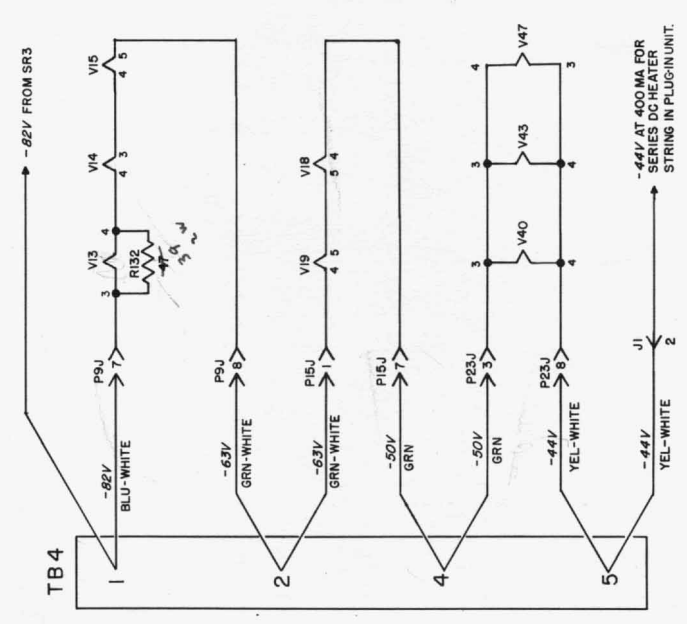 TB4
1
2
4
5
-82V FROM SR3
-82V
BLU-WHITE
P9J
7
3
V13
4
R132
47
V14
4
3
V15
4
5
-63V
GRN-WHITE
P9J
8
-63V
GRN-WHITE
P15J
1
V19
4
5
V18
5
4
-50V
GRN
P15J
7
-50V
GRN
P23J
3
3
V40
4
3
V43
4
4
V47
3
-44V
YEL-WHITE
P23J
8
-44V
YEL-WHITE
J1
2
-44V AT 400 MA FOR
SERIES DC HEATER
STRING IN PLUG-IN UNIT.